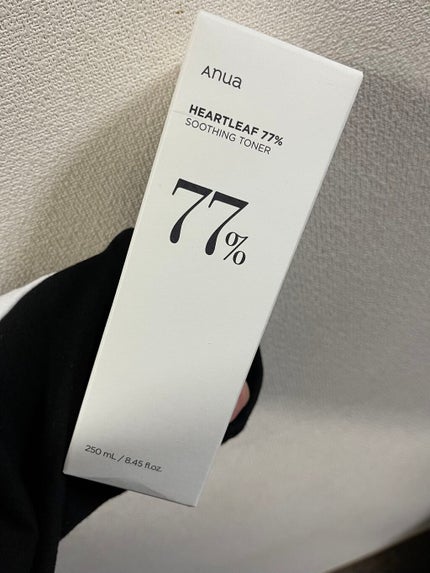 Anua
HEARTLEAF 77%
SOOTHING TONER
77%
250 mL / 8.45 fl.oz.